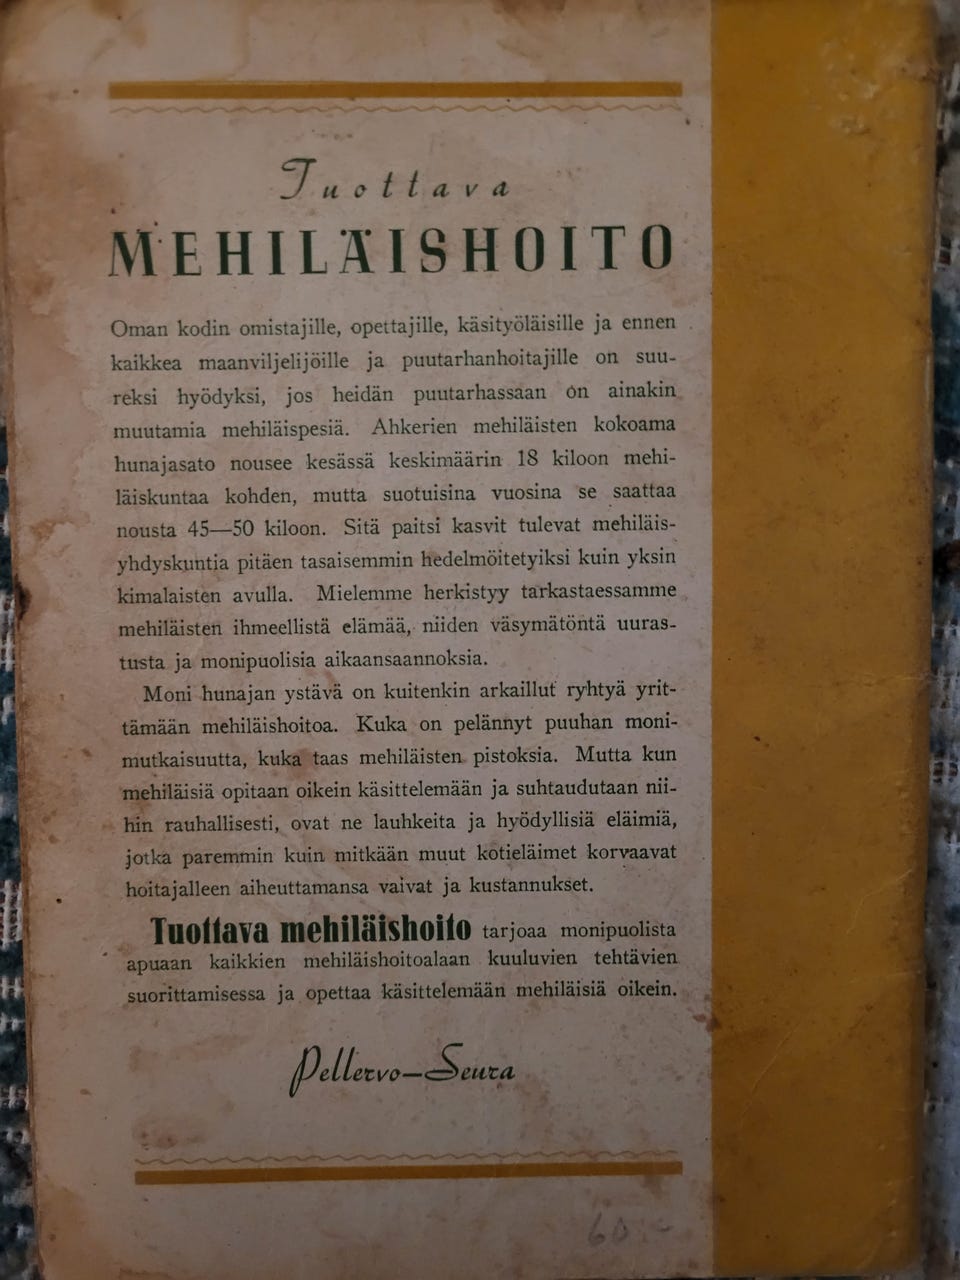 Tuottava
MEHILÄISHOITO
Oman kodin omistajille, opettajille, käsityöläisille ja ennen
kaikkea maanviljelijöille ja puutarhanhoitajille on suu-
reksi hyödyksi, jos heidän puutarhassaan on ainakin
muutamia mehiläispesiä. Ahkerien mehiläisten kokoama
hunajasato nousee kesässä keskimäärin 18 kiloon mehi-
läiskuntaa kohden, mutta suotuisina vuosina se saattaa
nousta 45—50 kiloon. Sitä paitsi kasvit tulevat mehiläis-
yhdyskuntia pitäen tasaisemmin hedelmöitetyiksi kuin yksin
kimalaisten avulla. Mielemme herkistyy tarkastaessamme
mehiläisten ihmeellistä elämää, niiden väsymätöntä uuras-
tusta ja monipuolisia aikaansaannoksia.
Moni hunajan ystävä on kuitenkin arkaillut ryhtyä yrit-
tämään mehiläishoitoa. Kuka on pelännyt puuhan moni-
mutkaisuutta, kuka taas mehiläisten pistoksia. Mutta kun
mehiläisiä opitaan oikein käsittelemään ja suhtaudutaan nii-
hin rauhallisesti, ovat ne lauhkeita ja hyödyllisiä eläimiä,
jotka paremmin kuin mitkään muut kotieläimet korvaavat
hoitajalleen aiheuttamansa vaivat ja kustannukset.
Tuottava mehiläishoito tarjoaa monipuolista
apuaan kaikkien mehiläishoitoalaan kuuluvien tehtävien
suorittamisessa ja opettaa käsittelemään mehiläisiä oikein.
Pellervo—Seura
60 -